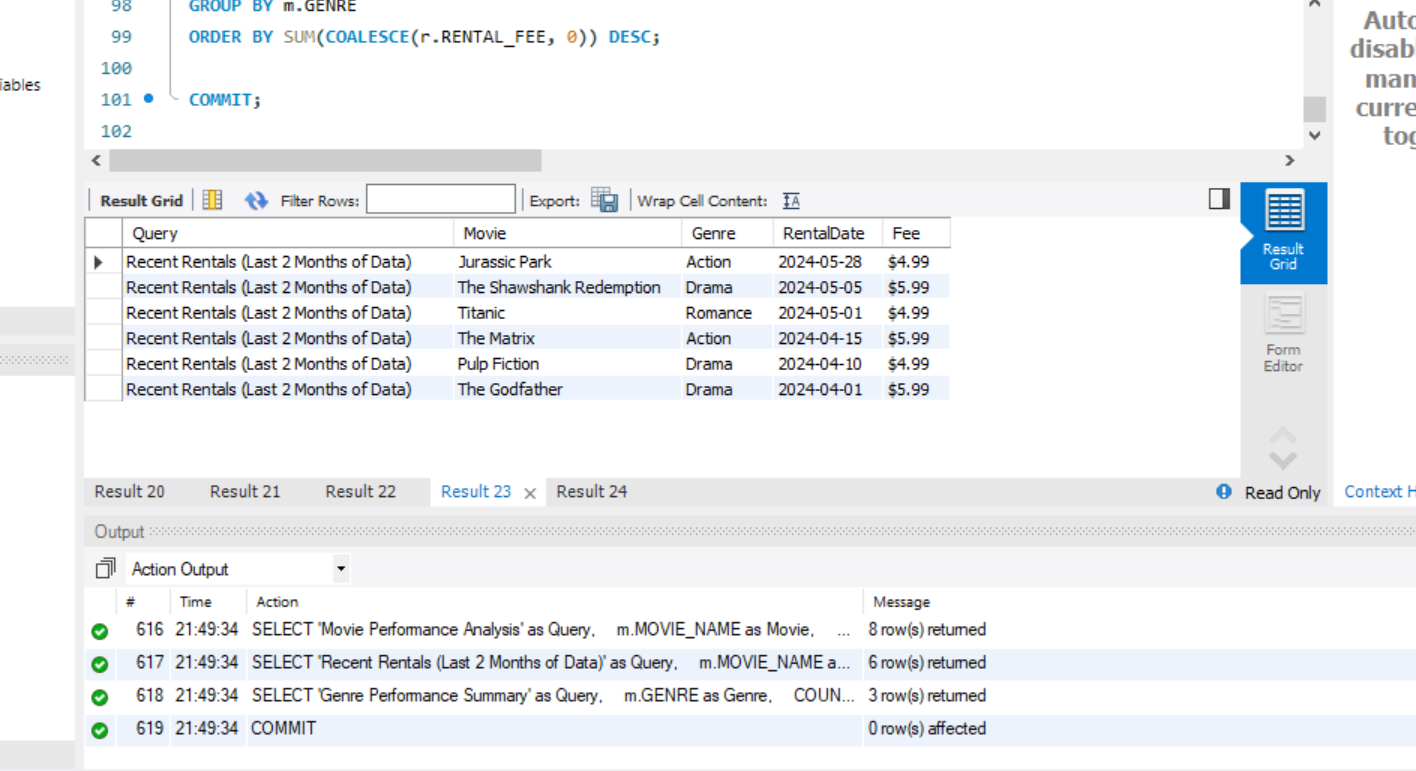 98 GROUP BY m.GENRE
99 ORDER BY SUM(COALESCE(r.RENTAL_FEE, 0)) DESC;
100
101 COMMIT;
102
iables
Auto
disabl
man
curre
tog
Result Grid Filter Rows: Export: Wrap Cell Content:
Query Movie Genre RentalDate Fee
Recent Rentals (Last 2 Months of Data) Jurassic Park Action 2024-05-28 $4.99
Recent Rentals (Last 2 Months of Data) The Shawshank Redemption Drama 2024-05-05 $5.99
Recent Rentals (Last 2 Months of Data) Titanic Romance 2024-05-01 $4.99
Recent Rentals (Last 2 Months of Data) The Matrix Action 2024-04-15 $5.99
Recent Rentals (Last 2 Months of Data) Pulp Fiction Drama 2024-04-10 $4.99
Recent Rentals (Last 2 Months of Data) The Godfather Drama 2024-04-01 $5.99
Result
Grid
Form
Editor
Result 20 Result 21 Result 22 Result 23 Result 24 Read Only Context H
Output
Action Output
# Time Action Message
616 21:49:34 SELECT 'Movie Performance Analysis' as Query, m.MOVIE_NAME as Movie, ... 8 row(s) returned
617 21:49:34 SELECT 'Recent Rentals (Last 2 Months of Data)' as Query, m.MOVIE_NAME a... 6 row(s) returned
618 21:49:34 SELECT 'Genre Performance Summary' as Query, m.GENRE as Genre, COUN... 3 row(s) returned
619 21:49:34 COMMIT 0 row(s) affected